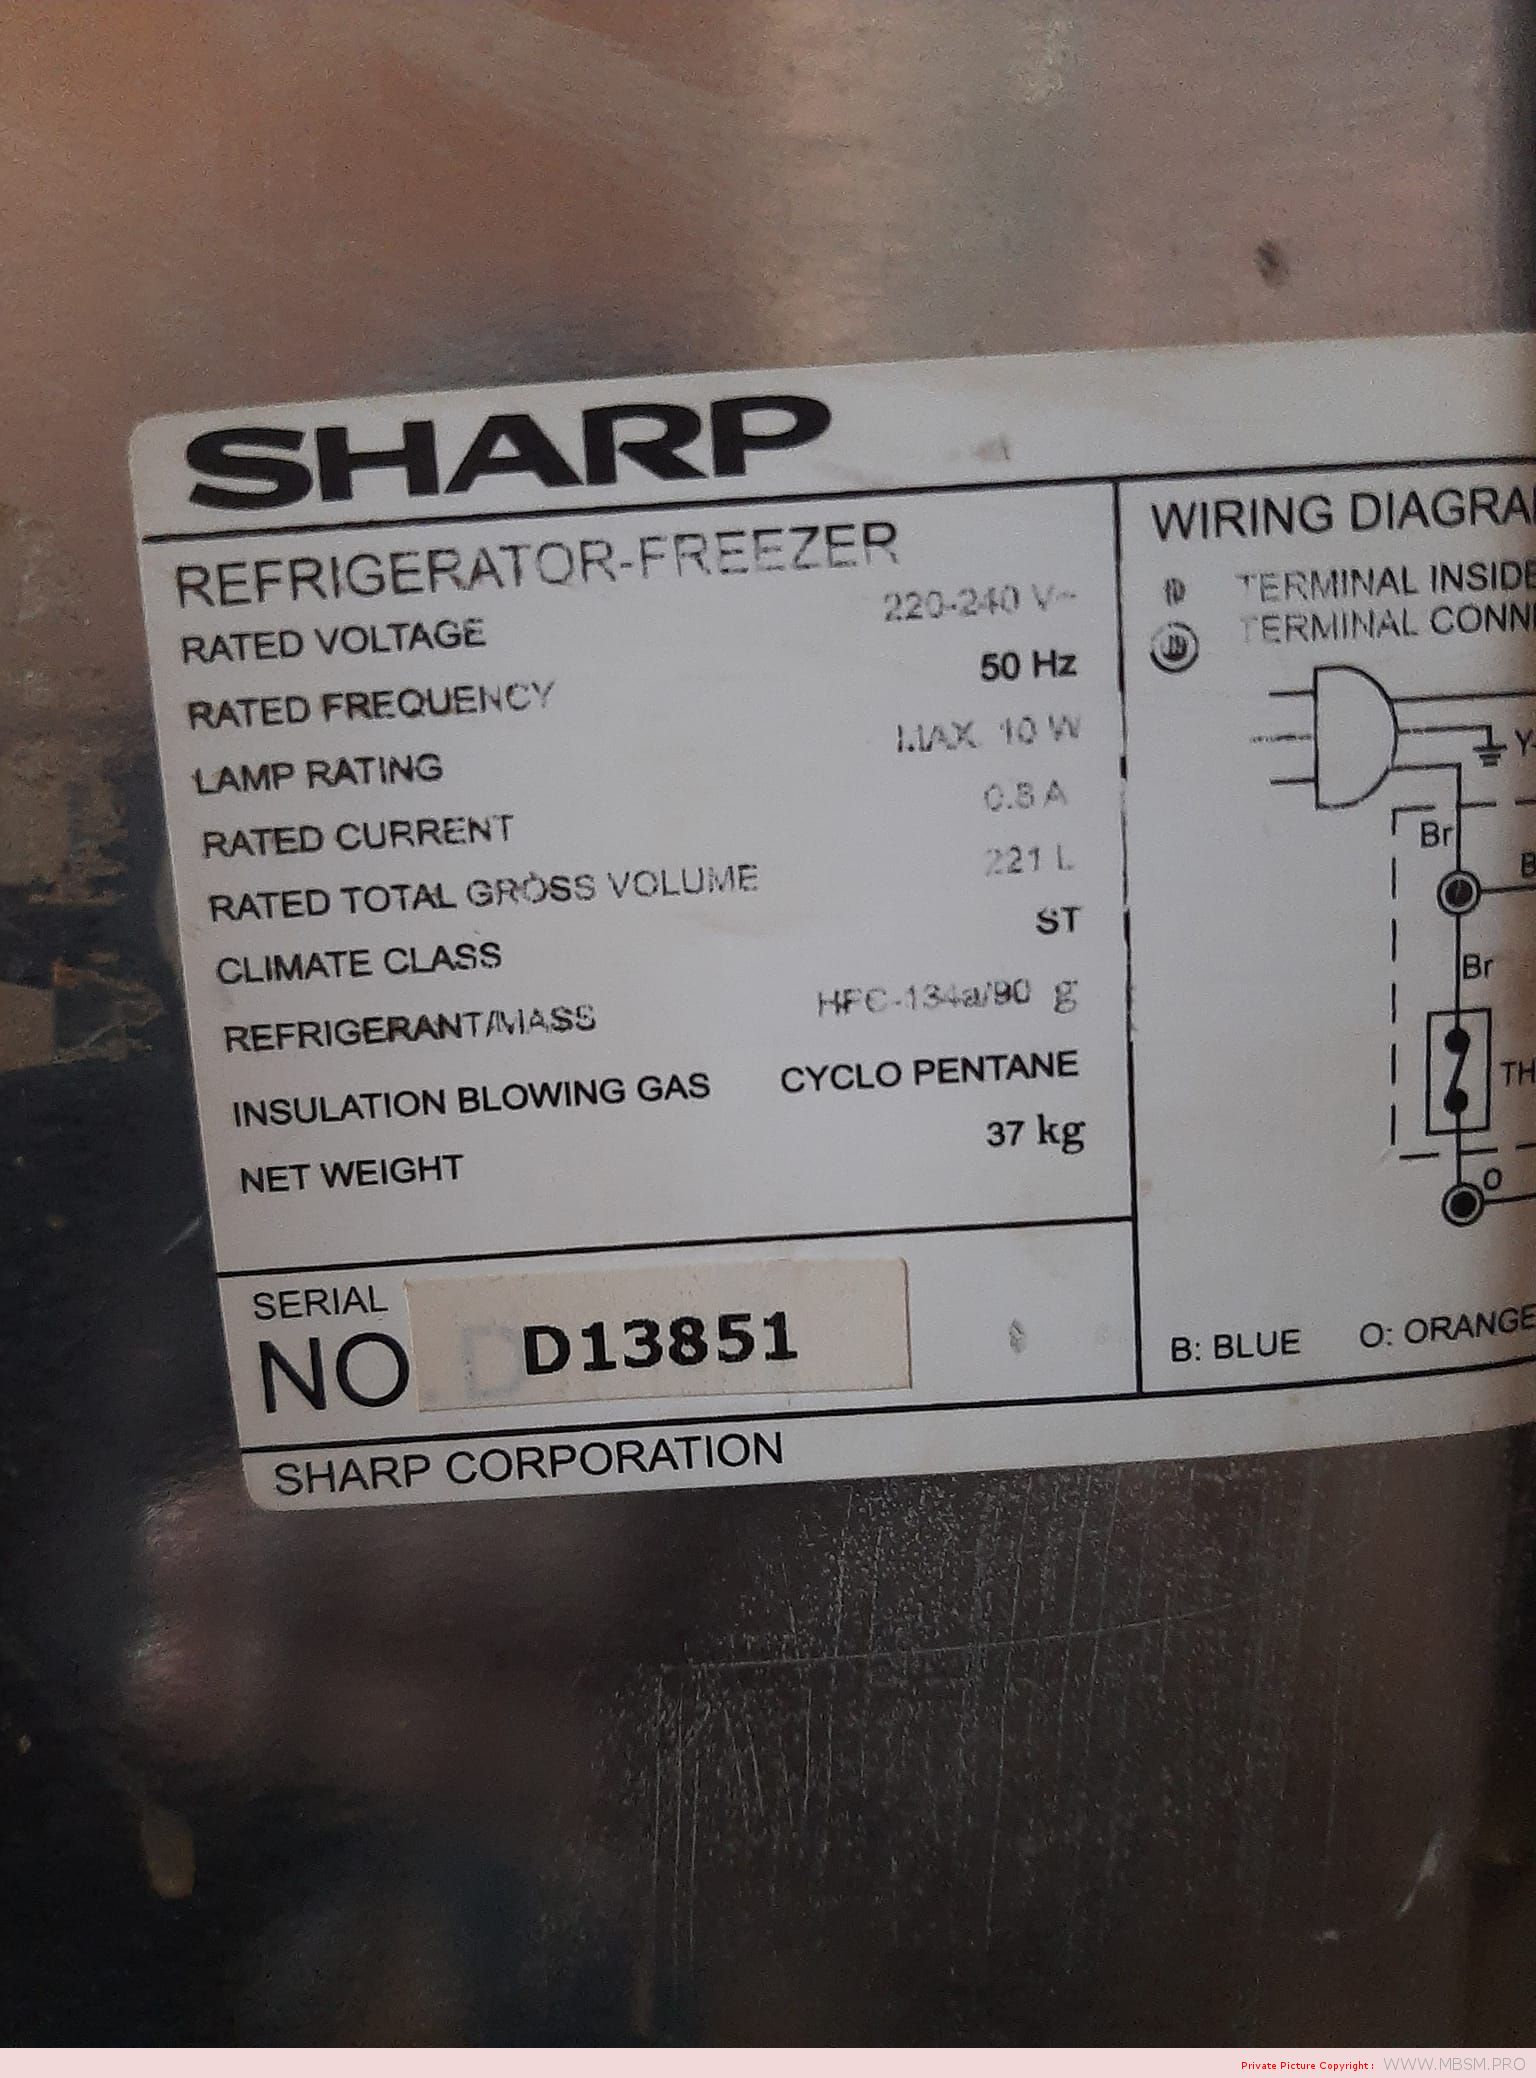 SHARP
REFRIGERATOR-FREEZER
RATED VOLTAGE 220-240 V~
RATED FREQUENCY 50 Hz
LAMP RATING MAX. 10 W
RATED CURRENT A
RATED TOTAL GROSS VOLUME 221 L
CLIMATE CLASS ST
REFRIGERANT/MASS HFC-134a/90 g
INSULATION BLOWING GAS CYCLO PENTANE
NET WEIGHT 37 kg
SERIAL
NO. D13851
SHARP CORPORATION
WIRING DIAGRA
TERMINAL INSIDE
TERMINAL CONN
Y-
Br
B
Br
TH
O
B: BLUE O: ORANGE
Private Picture Copyright : WWW.MBSM.PRO